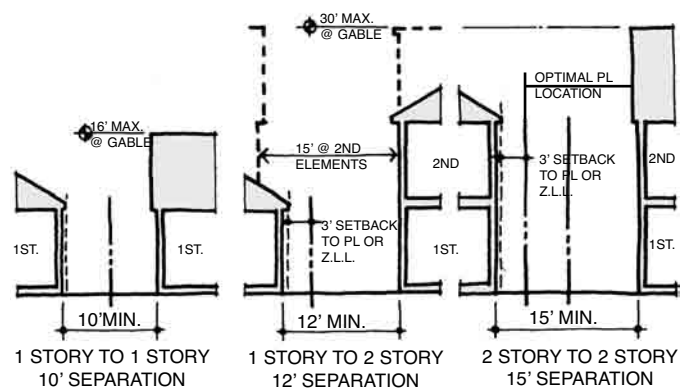 16' MAX.
@ GABLE
1ST.
1ST.
10'MIN.
1 STORY TO 1 STORY
10' SEPARATION
30' MAX.
@ GABLE
15' @ 2ND
ELEMENTS
2ND
3' SETBACK
TO PL OR
Z.L.L.
1ST.
12' MIN.
1 STORY TO 2 STORY
12' SEPARATION
OPTIMAL PL
LOCATION
3' SETBACK
TO PL OR
Z.L.L.
2ND
1ST.
15' MIN.
2 STORY TO 2 STORY
15' SEPARATION